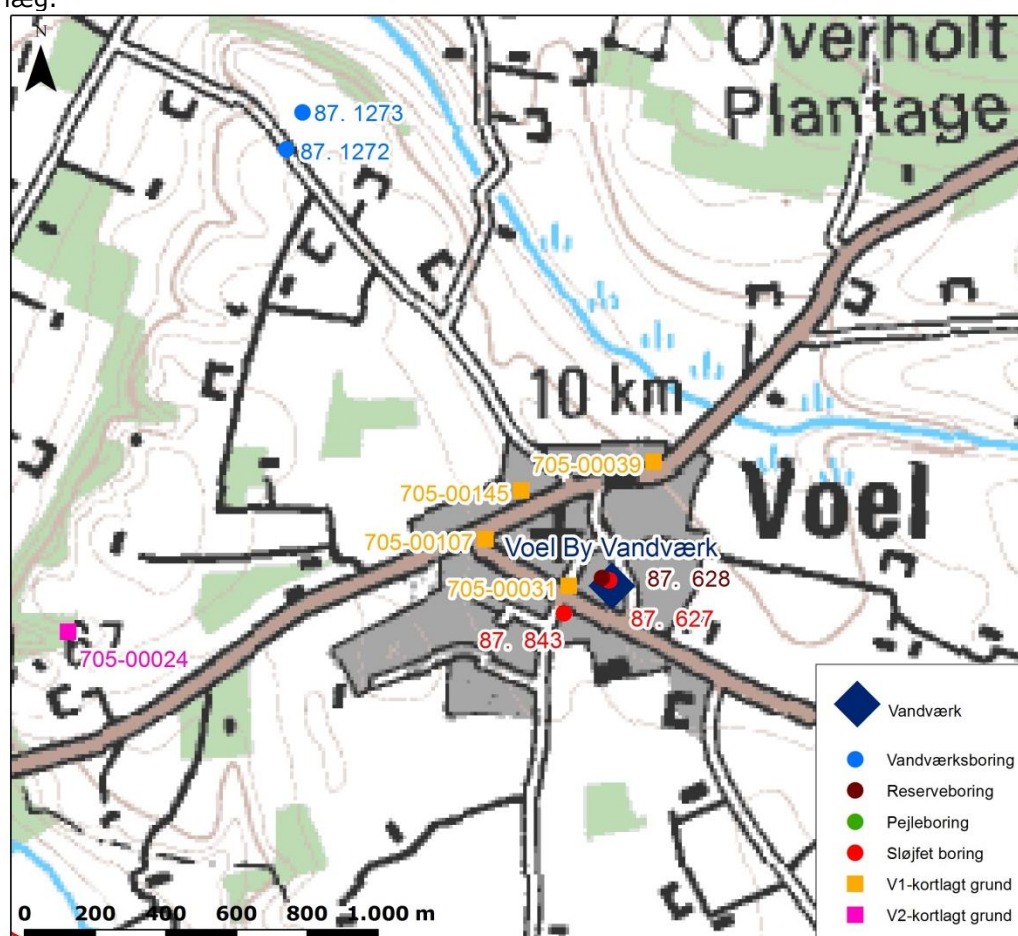 læg.
N
Overholt
Plantage
87. 1273
87. 1272
10 km
705-00039
705-00145
Voel
705-00107
Voel By Vandværk
87. 628
705-00031
87. 627
87. 843
705-00024
Vandværk
Vandværksboring
Reserveboring
Pejleboring
Sløjfet boring
V1-kortlagt grund
V2-kortlagt grund
0 200 400 600 800 1.000 m